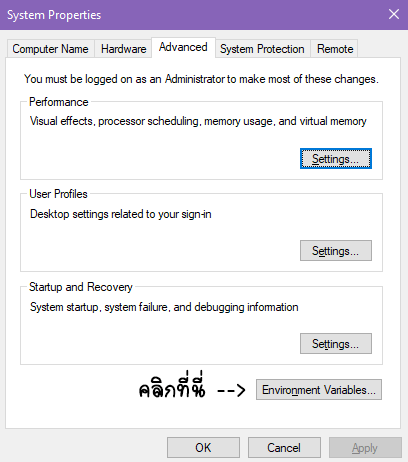 System Properties
Computer Name Hardware Advanced System Protection Remote
You must be logged on as an Administrator to make most of these changes.
Performance
Visual effects, processor scheduling, memory usage, and virtual memory
Settings...
User Profiles
Desktop settings related to your sign-in
Settings...
Startup and Recovery
System startup, system failure, and debugging information
Settings...
คลิกที่นี่ --> Environment Variables...
OK Cancel Apply